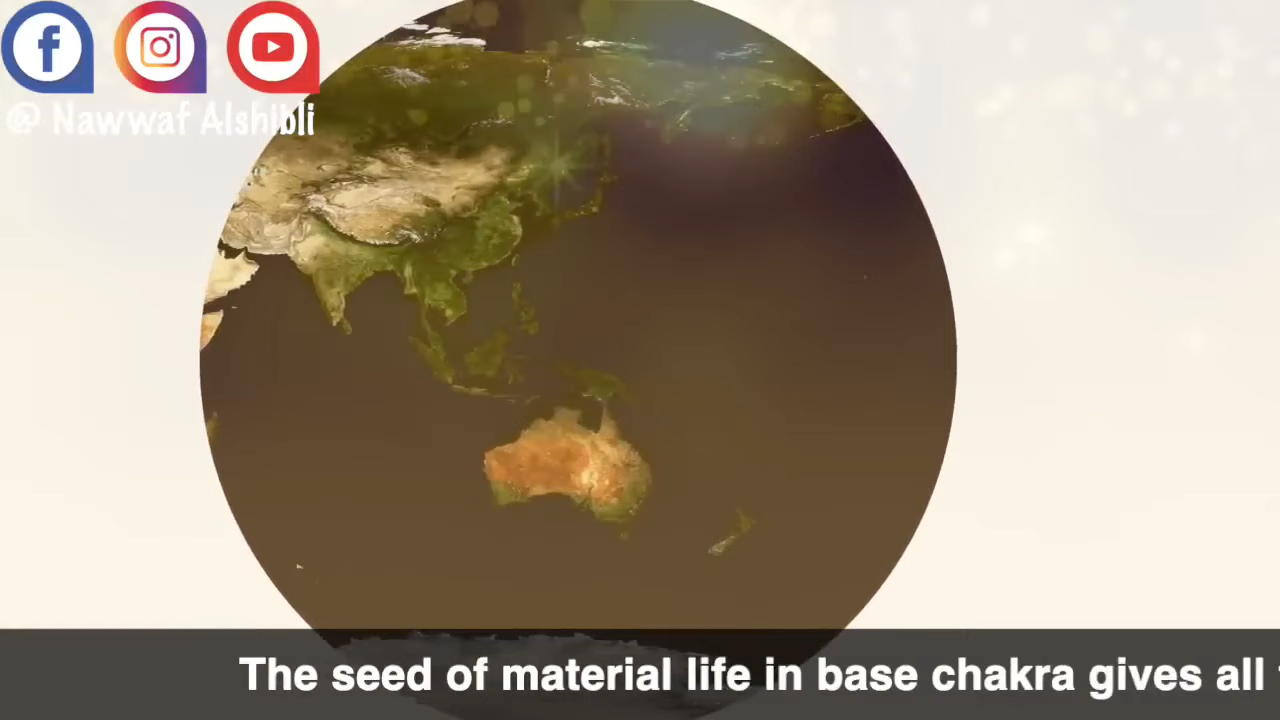 @ Nawwaf Alshibli
The seed of material life in base chakra gives all